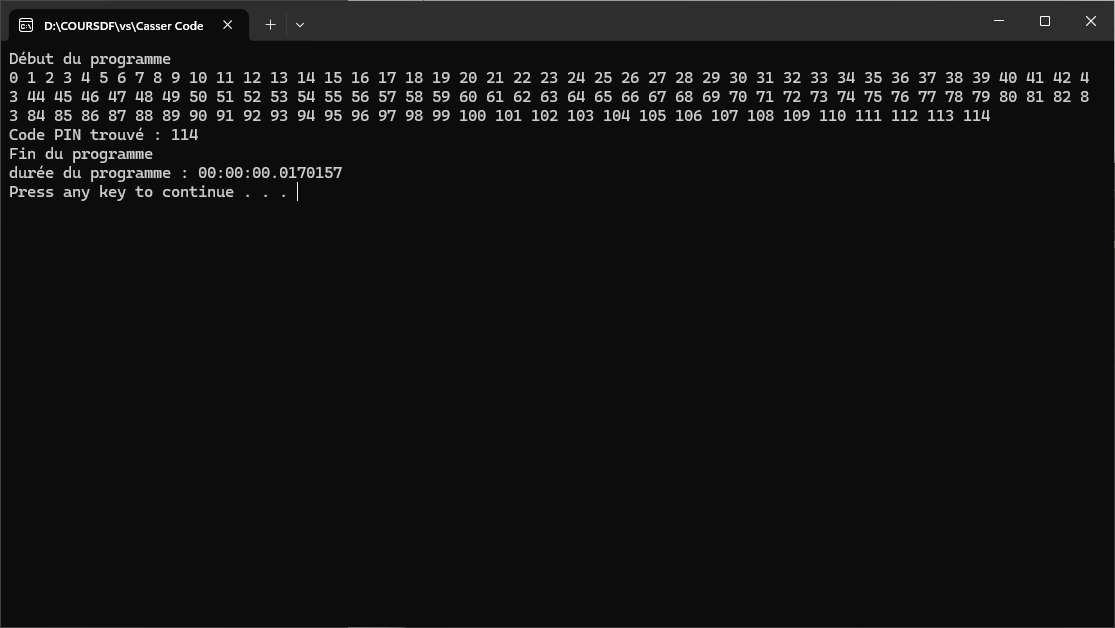 D:\COURSDF\vs\Casser Code
Début du programme
0 1 2 3 4 5 6 7 8 9 10 11 12 13 14 15 16 17 18 19 20 21 22 23 24 25 26 27 28 29 30 31 32 33 34 35 36 37 38 39 40 41 42 4
3 44 45 46 47 48 49 50 51 52 53 54 55 56 57 58 59 60 61 62 63 64 65 66 67 68 69 70 71 72 73 74 75 76 77 78 79 80 81 82 8
3 84 85 86 87 88 89 90 91 92 93 94 95 96 97 98 99 100 101 102 103 104 105 106 107 108 109 110 111 112 113 114
Code PIN trouvé : 114
Fin du programme
durée du programme : 00:00:00.0170157
Press any key to continue . . .